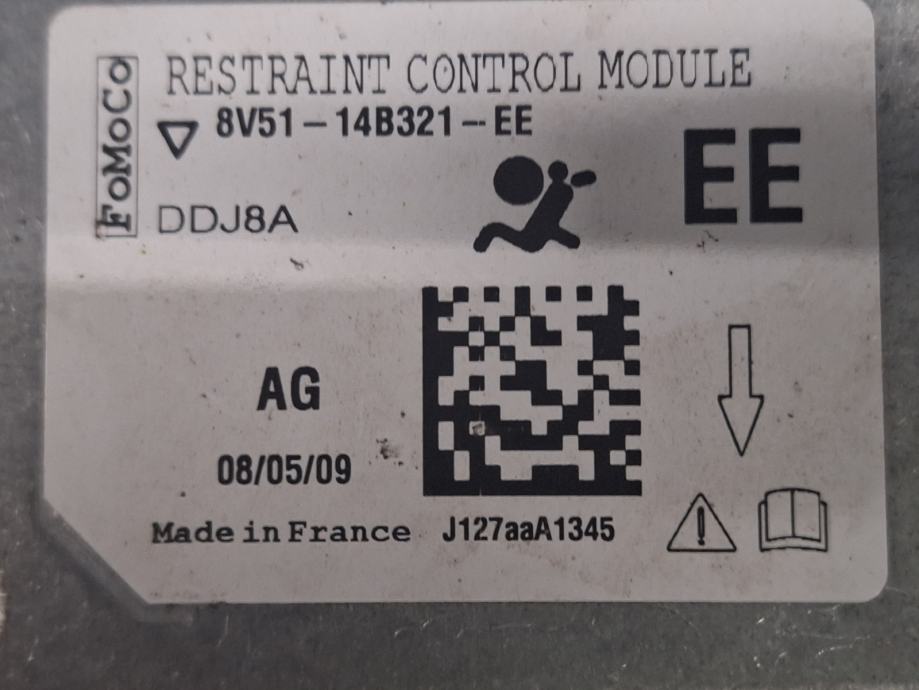 FoMoCo
RESTRAINT CONTROL MODULE
8V51-14B321--EE
EE
DDJ8A
AG
08/05/09
Made in France
J127aaA1345